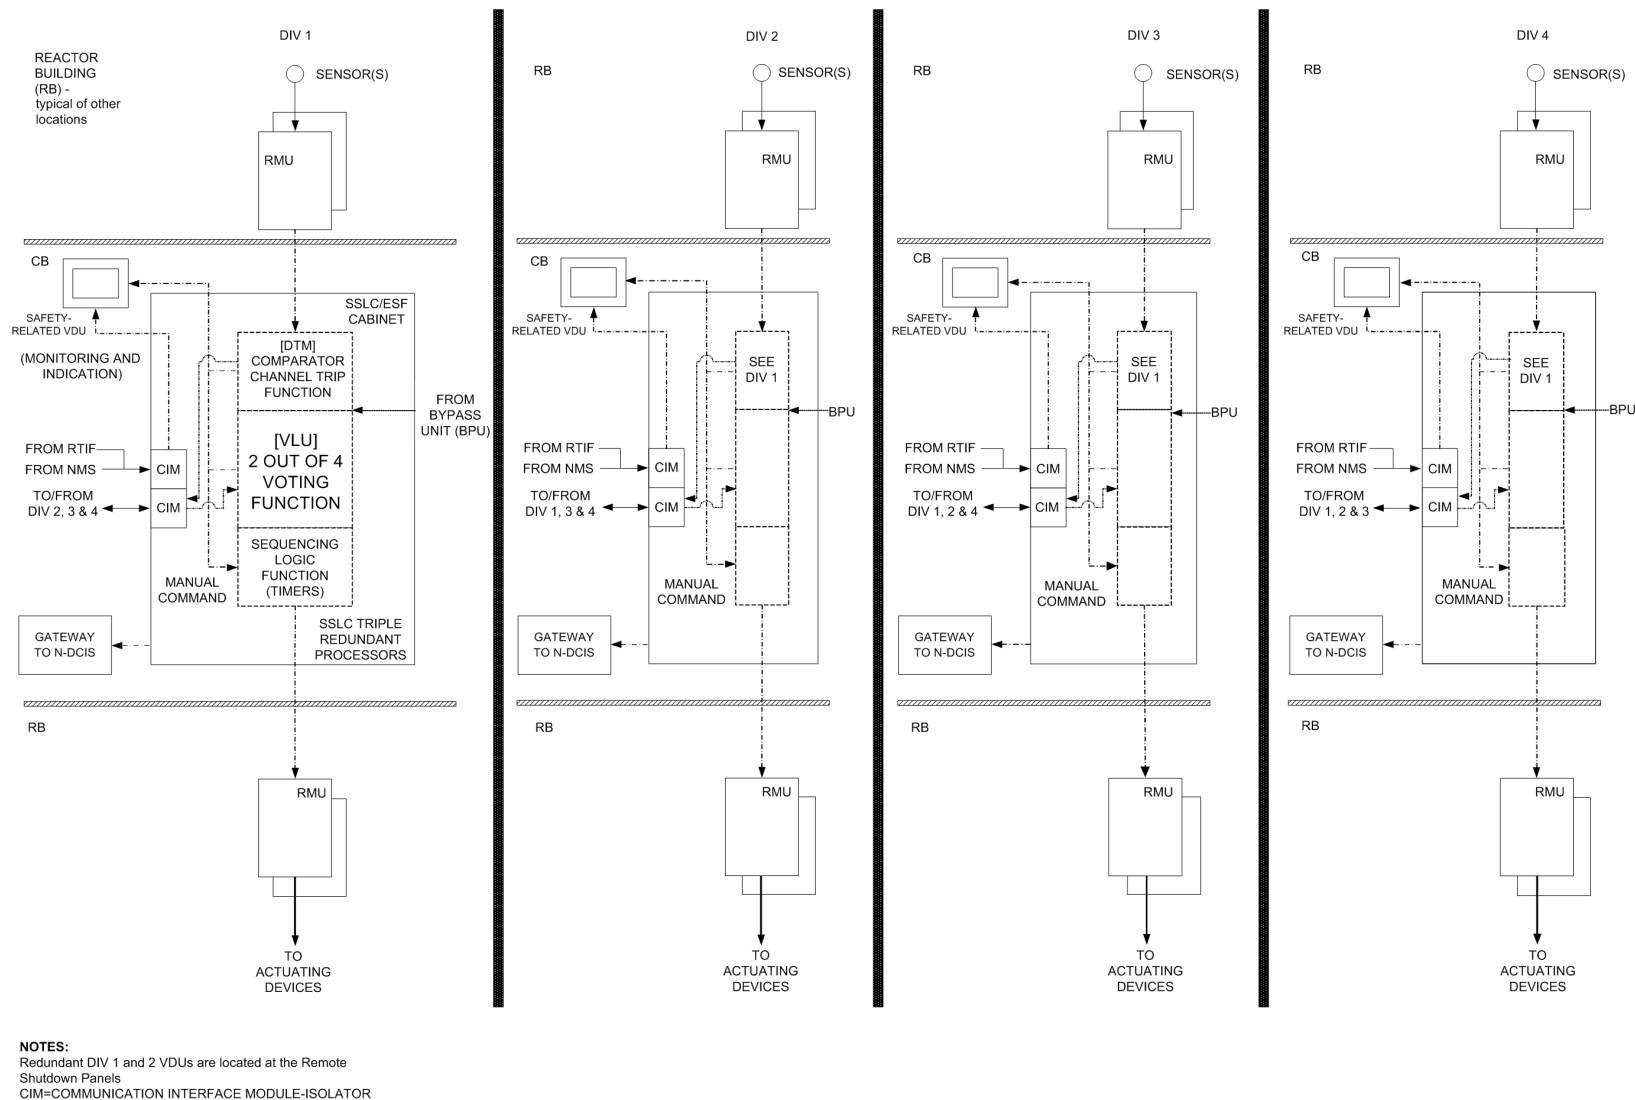 DIV 1
REACTOR
BUILDING
(RB) -
typical of other
locations
SENSOR(S)
RMU
CB
SAFETY-
RELATED VDU
(MONITORING AND
INDICATION)
SSLC/ESF
CABINET
[DTM]
COMPARATOR
CHANNEL TRIP
FUNCTION
FROM
BYPASS
UNIT (BPU)
[VLU]
2 OUT OF 4
VOTING
FUNCTION
FROM RTIF
FROM NMS
CIM
TO/FROM
DIV 2, 3 & 4
CIM
SEQUENCING
LOGIC
FUNCTION
(TIMERS)
MANUAL
COMMAND
SSLC TRIPLE
REDUNDANT
PROCESSORS
GATEWAY
TO N-DCIS
RB
RMU
TO
ACTUATING
DEVICES
DIV 2
RB
SENSOR(S)
RMU
CB
SAFETY-
RELATED VDU
SEE
DIV 1
BPU
FROM RTIF
FROM NMS
CIM
TO/FROM
DIV 1, 3 & 4
CIM
MANUAL
COMMAND
GATEWAY
TO N-DCIS
RB
RMU
TO
ACTUATING
DEVICES
DIV 3
RB
SENSOR(S)
RMU
CB
SAFETY-
RELATED VDU
SEE
DIV 1
BPU
FROM RTIF
FROM NMS
CIM
TO/FROM
DIV 1, 2 & 4
CIM
MANUAL
COMMAND
GATEWAY
TO N-DCIS
RB
RMU
TO
ACTUATING
DEVICES
DIV 4
RB
SENSOR(S)
RMU
CB
SAFETY-
RELATED VDU
SEE
DIV 1
BPU
FROM RTIF
FROM NMS
CIM
TO/FROM
DIV 1, 2 & 3
CIM
MANUAL
COMMAND
GATEWAY
TO N-DCIS
RB
RMU
TO
ACTUATING
DEVICES
NOTES:
Redundant DIV 1 and 2 VDUs are located at the Remote
Shutdown Panels
CIM=COMMUNICATION INTERFACE MODULE-ISOLATOR